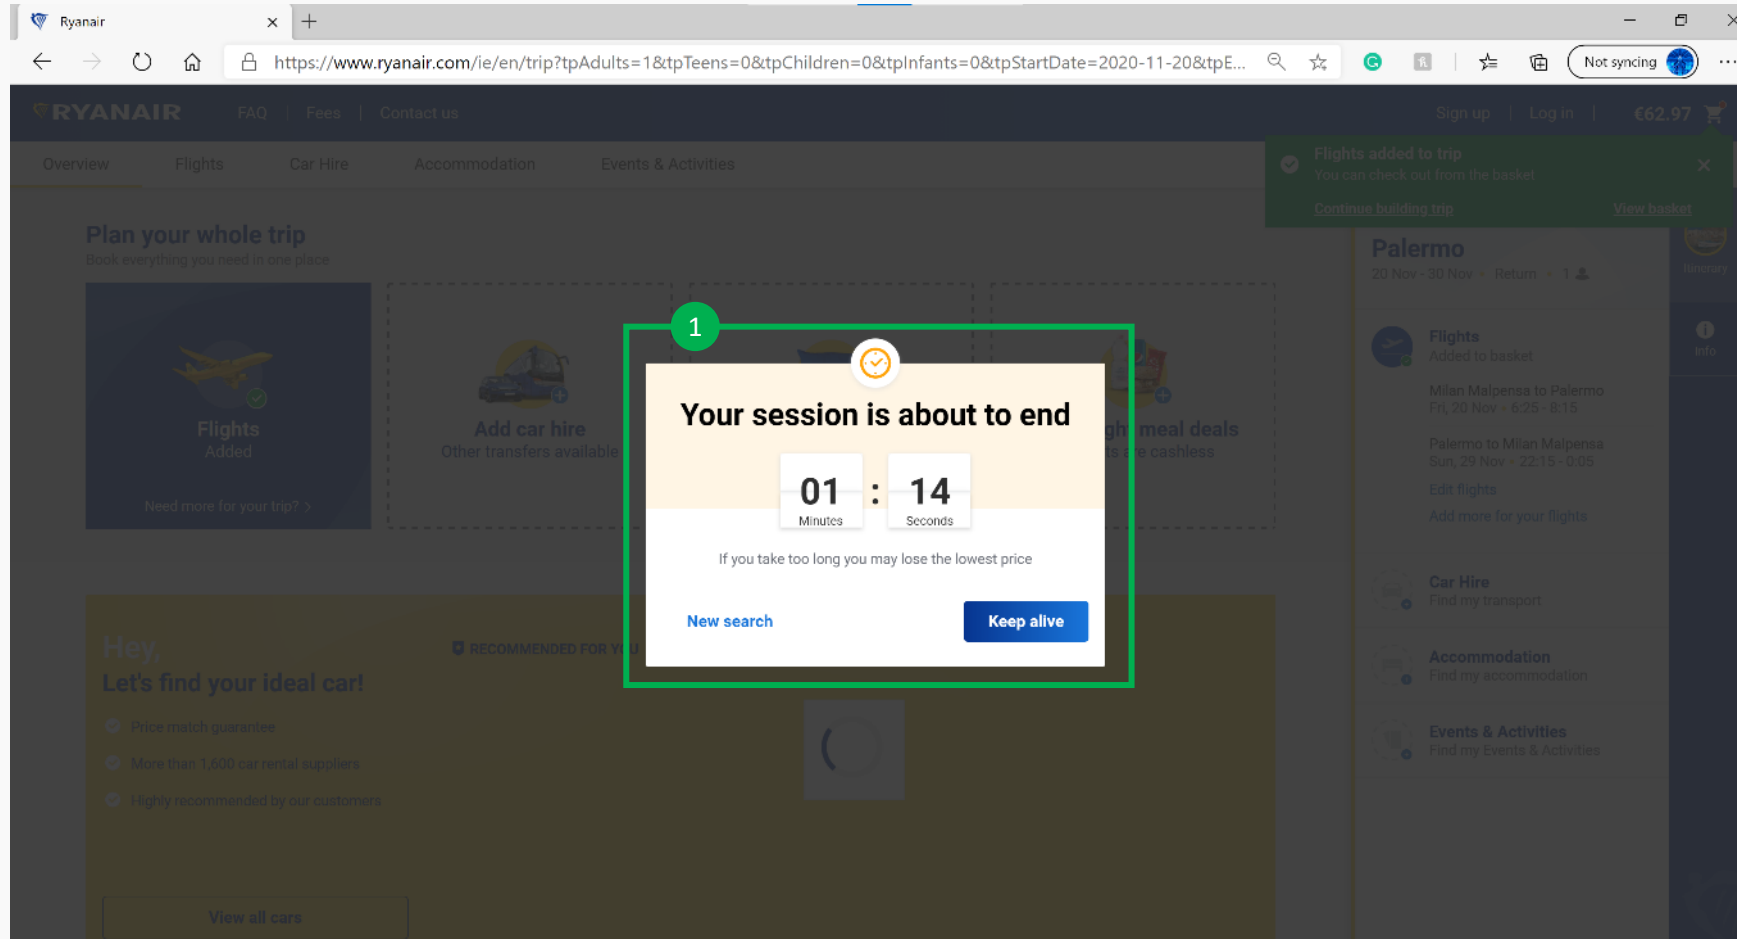 Ryanair
https://www.ryanair.com/ie/en/trip?tpAdults=1&tpTeens=0&tpChildren=0&tpInfants=0&tpStartDate=2020-11-20&tpE...
Not syncing
RYANAIR
FAQ
Fees
Contact us
Sign up
Log in
€62.97
Overview
Flights
Car Hire
Accommodation
Events & Activities
Flights added to trip
You can check out from the basket
Continue building trip
View basket
Plan your whole trip
Book everything you need in one place
Flights
Added
Need more for your trip? >
Add car hire
Other transfers available
ght meal deals
ts are cashless
1
Your session is about to end
01 : 14
Minutes Seconds
If you take too long you may lose the lowest price
New search
Keep alive
Palermo
20 Nov - 30 Nov • Return • 1
Itinerary
Info
Flights
Added to basket
Milan Malpensa to Palermo
Fri, 20 Nov • 6:25 - 8:15
Palermo to Milan Malpensa
Sun, 29 Nov • 22:15 - 0:05
Edit flights
Add more for your flights
Car Hire
Find my transport
Accommodation
Find my accommodation
Events & Activities
Find my Events & Activities
Hey,
Let's find your ideal car!
RECOMMENDED FOR YOU
Price match guarantee
More than 1,600 car rental suppliers
Highly recommended by our customers
View all cars